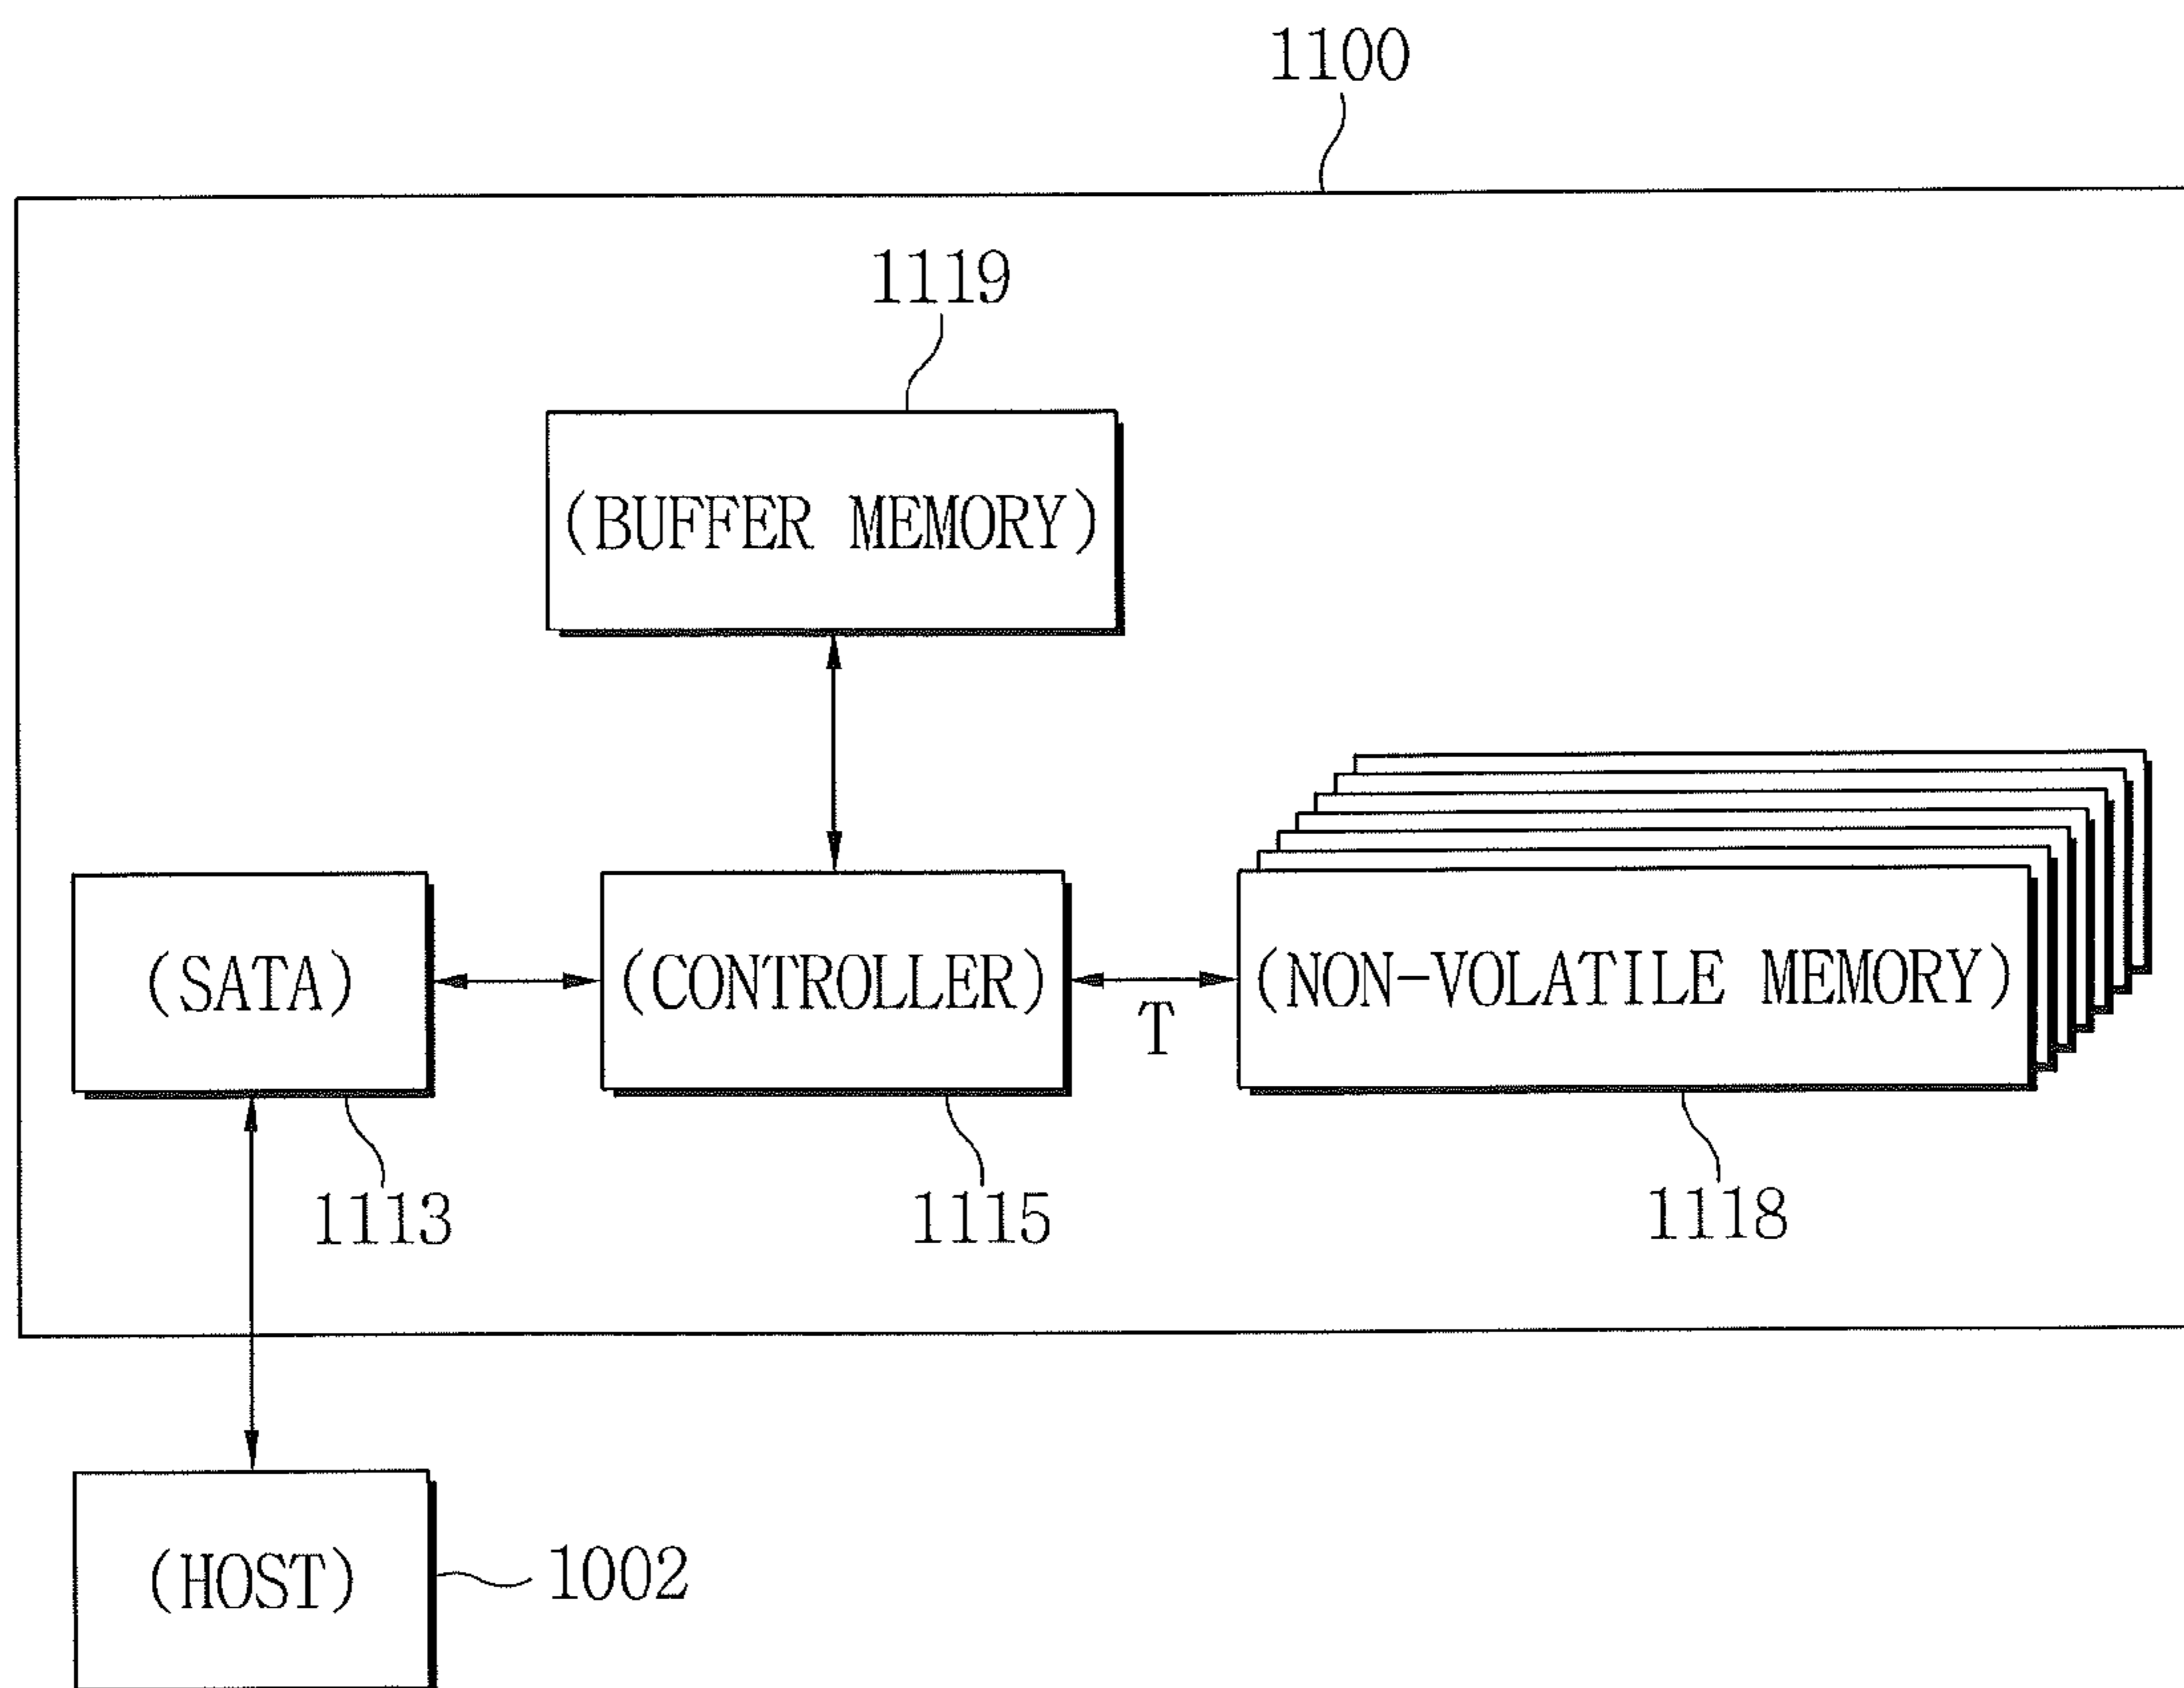 1100
1119
(BUFFER MEMORY)
(SATA)
(CONTROLLER)
T
(NON-VOLATILE MEMORY)
1113
1115
1118
(HOST)
1002